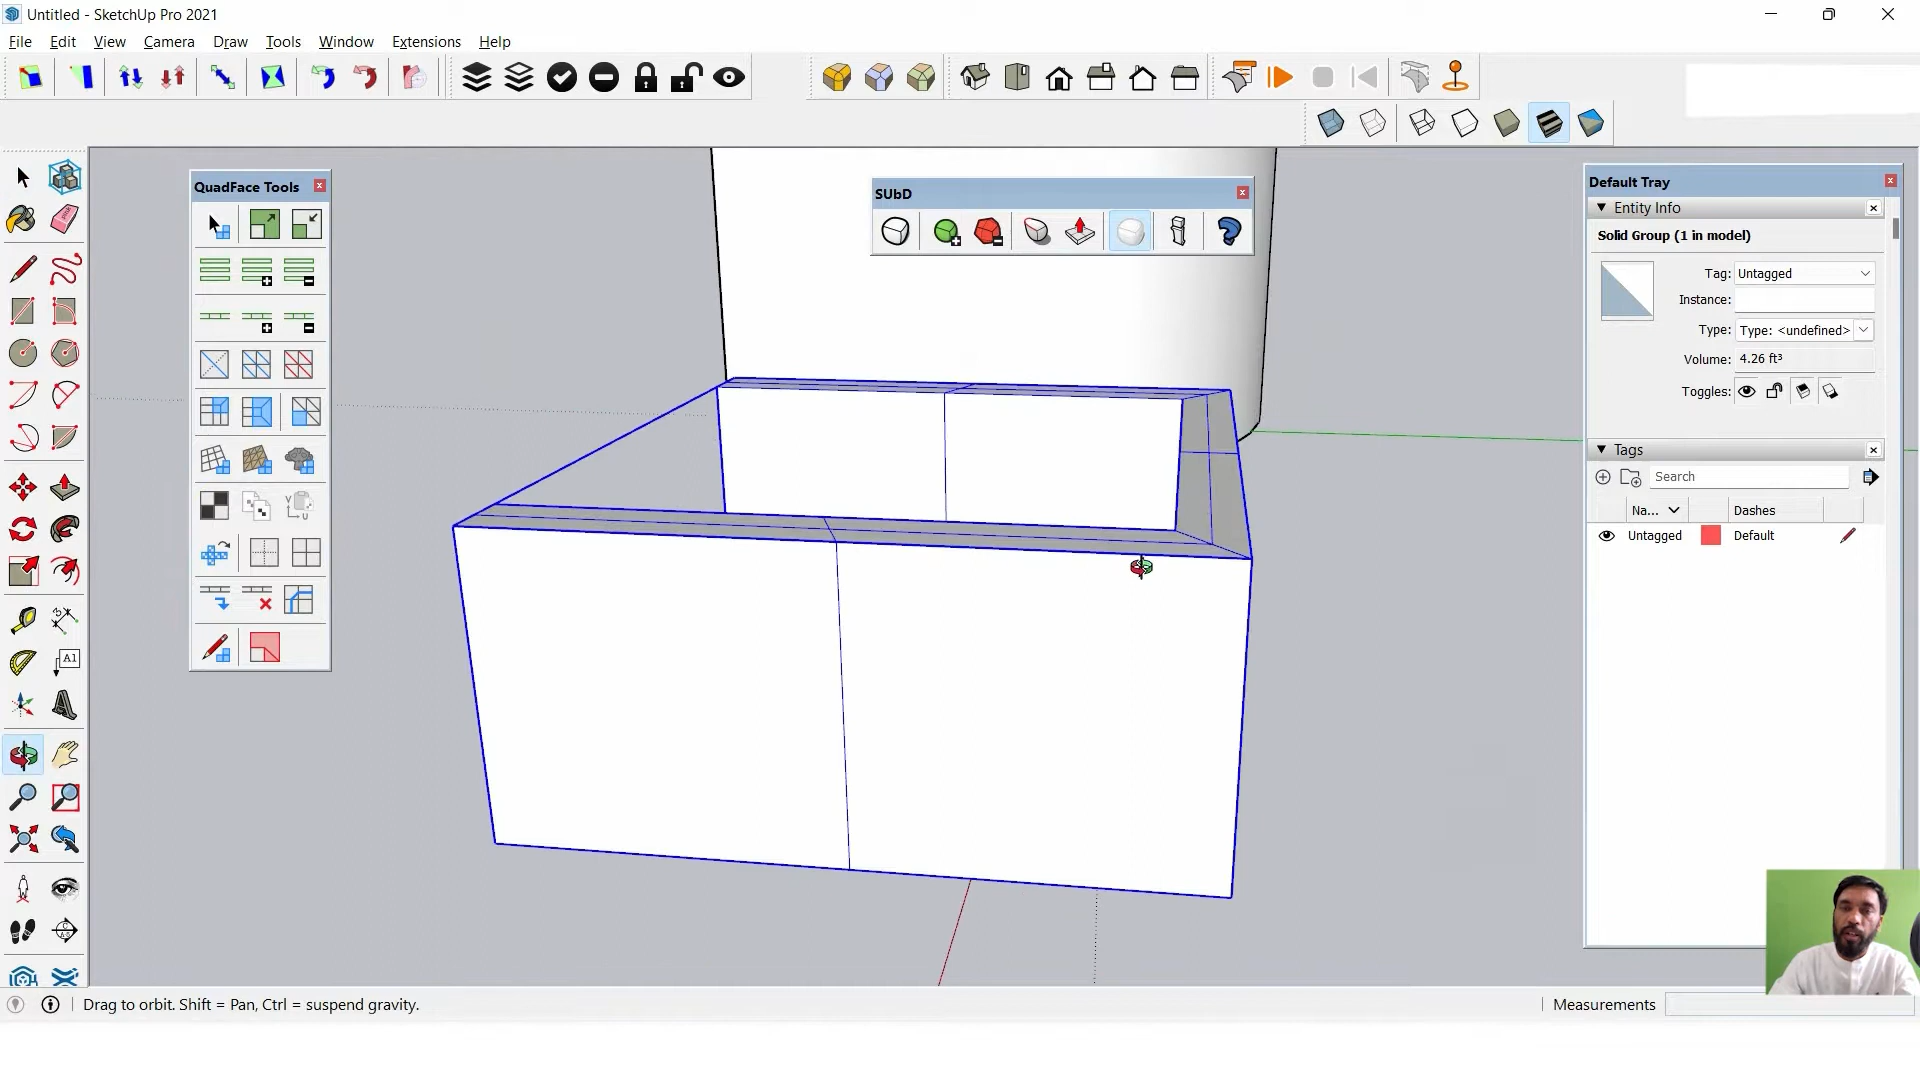 Untitled - SketchUp Pro 2021
File Edit View Camera Draw Tools Window Extensions Help
QuadFace Tools
SUbD
Default Tray
Entity Info
Solid Group (1 in model)
Tag: Untagged
Instance:
Type: Type: <undefined>
Volume: 4.26 ft³
Toggles:
Tags
Search
Na... Dashes
Untagged Default
A1
Drag to orbit. Shift = Pan, Ctrl = suspend gravity.
Measurements